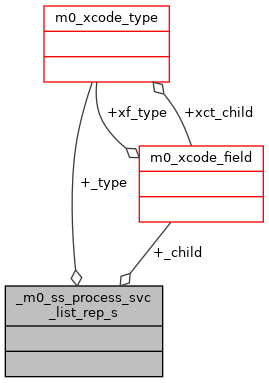 m0_xcode_type
+xf_type
+xct_child
m0_xcode_field
+_type
+_child
_m0_ss_process_svc
_list_rep_s